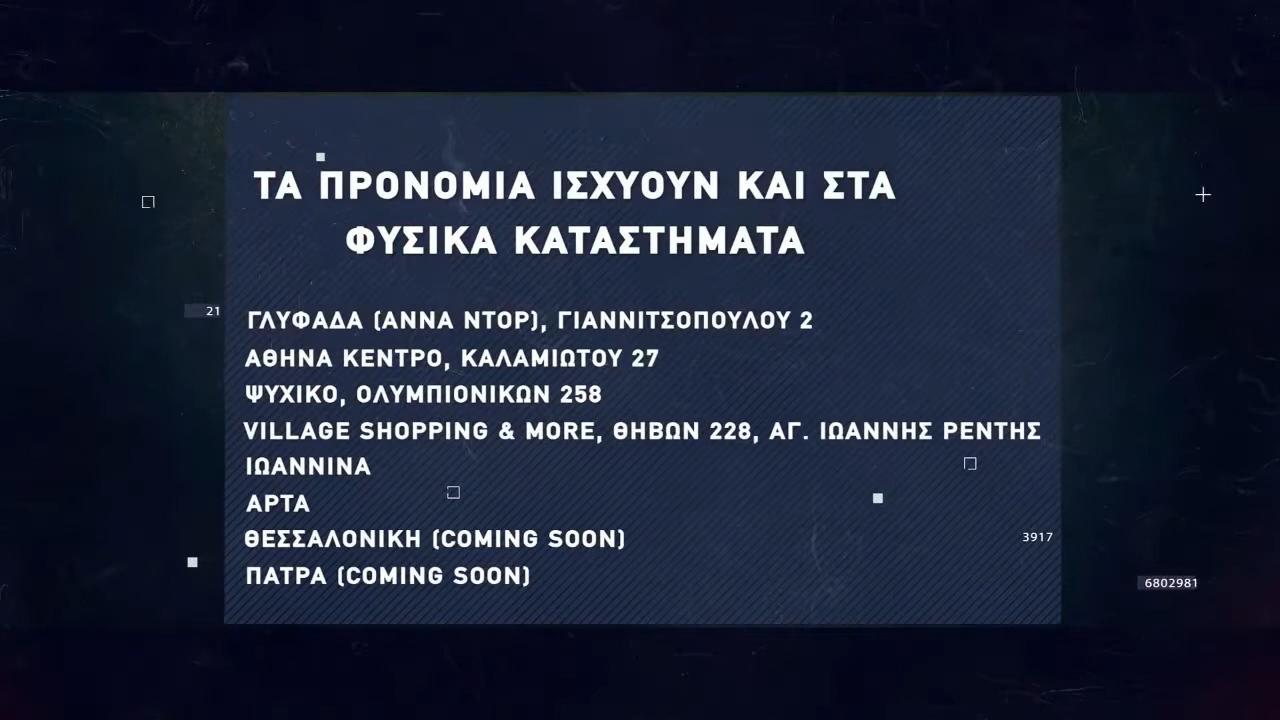 ΤΑ ΠΡΟΝΟΜΙΑ ΙΣΧΥΟΥΝ ΚΑΙ ΣΤΑ
ΦΥΣΙΚΑ ΚΑΤΑΣΤΗΜΑΤΑ
21
ΓΛΥΦΑΔΑ (ΑΝΝΑ ΝΤΟΡ), ΓΙΑΝΝΙΤΣΟΠΟΥΛΟΥ 2
ΑΘΗΝΑ ΚΕΝΤΡΟ, ΚΑΛΑΜΙΩΤΟΥ 27
ΨΥΧΙΚΟ, ΟΛΥΜΠΙΟΝΙΚΩΝ 258
VILLAGE SHOPPING & MORE, ΘΗΒΩΝ 228, ΑΓ. ΙΩΑΝΝΗΣ ΡΕΝΤΗΣ
ΙΩΑΝΝΙΝΑ
ΑΡΤΑ
ΘΕΣΣΑΛΟΝΙΚΗ (COMING SOON)
3917
ΠΑΤΡΑ (COMING SOON)
6802981